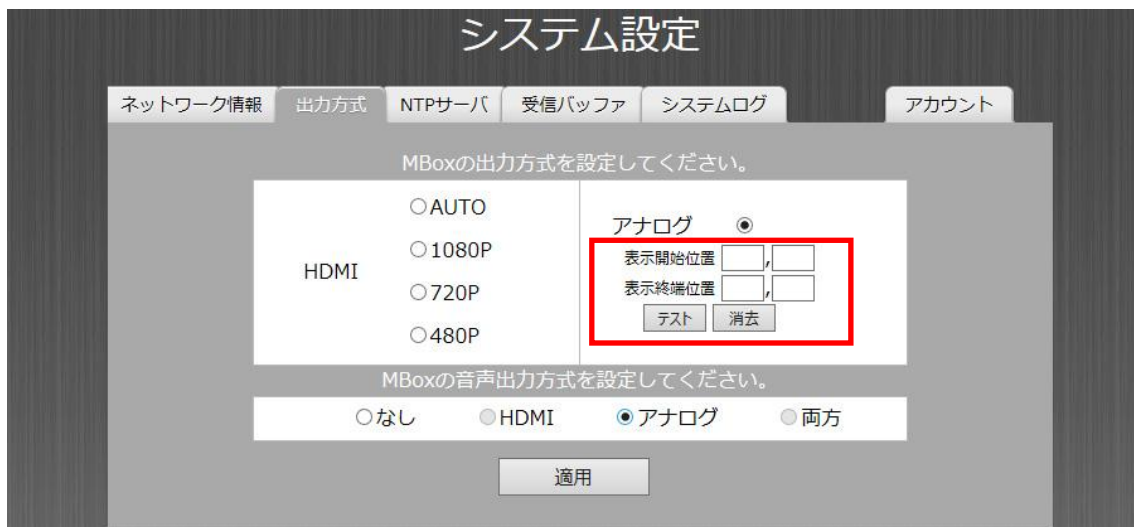 システム設定
ネットワーク情報 出力方式 NTPサーバ 受信バッファ システムログ アカウント
MBoxの出力方式を設定してください。
HDMI
AUTO
1080P
720P
480P
アナログ
表示開始位置 ,
表示終端位置 ,
テスト 消去
MBoxの音声出力方式を設定してください。
なし HDMI アナログ 両方
適用